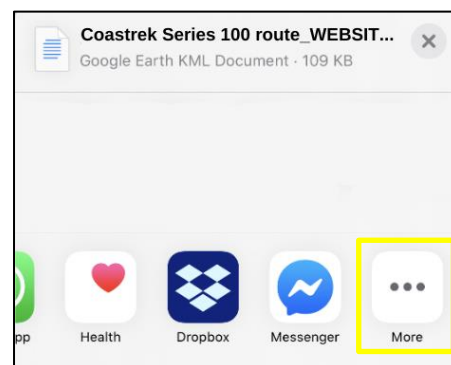 Coastrek Series 100 route_WEBSIT...
Google Earth KML Document · 109 KB
pp Health Dropbox Messenger More